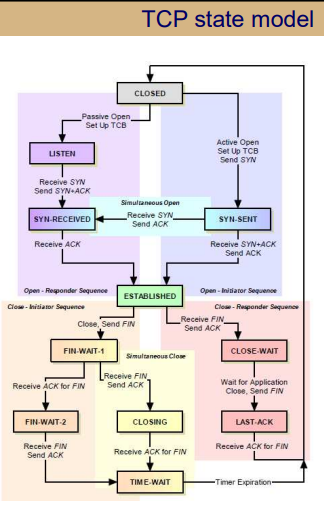 TCP state model
CLOSED
Passive Open
Set Up TCB
Active Open
Set Up TCB
Send SYN
LISTEN
Receive SYN
Send SYN+ACK
Simultaneous Open
SYN-RECEIVED
Receive SYN
Send ACK
SYN-SENT
Receive ACK
Receive SYN+ACK
Send ACK
Open - Responder Sequence
ESTABLISHED
Open - Initiator Sequence
Close - Initiator Sequence
Close - Responder Sequence
Close, Send FIN
Receive FIN
Send ACK
FIN-WAIT-1
Simultaneous Close
CLOSE-WAIT
Receive ACK for FIN
Receive FIN
Send ACK
Wait for Application
Close, Send FIN
FIN-WAIT-2
CLOSING
LAST-ACK
Receive FIN
Send ACK
Receive ACK for FIN
Receive ACK for FIN
TIME-WAIT
Timer Expiration